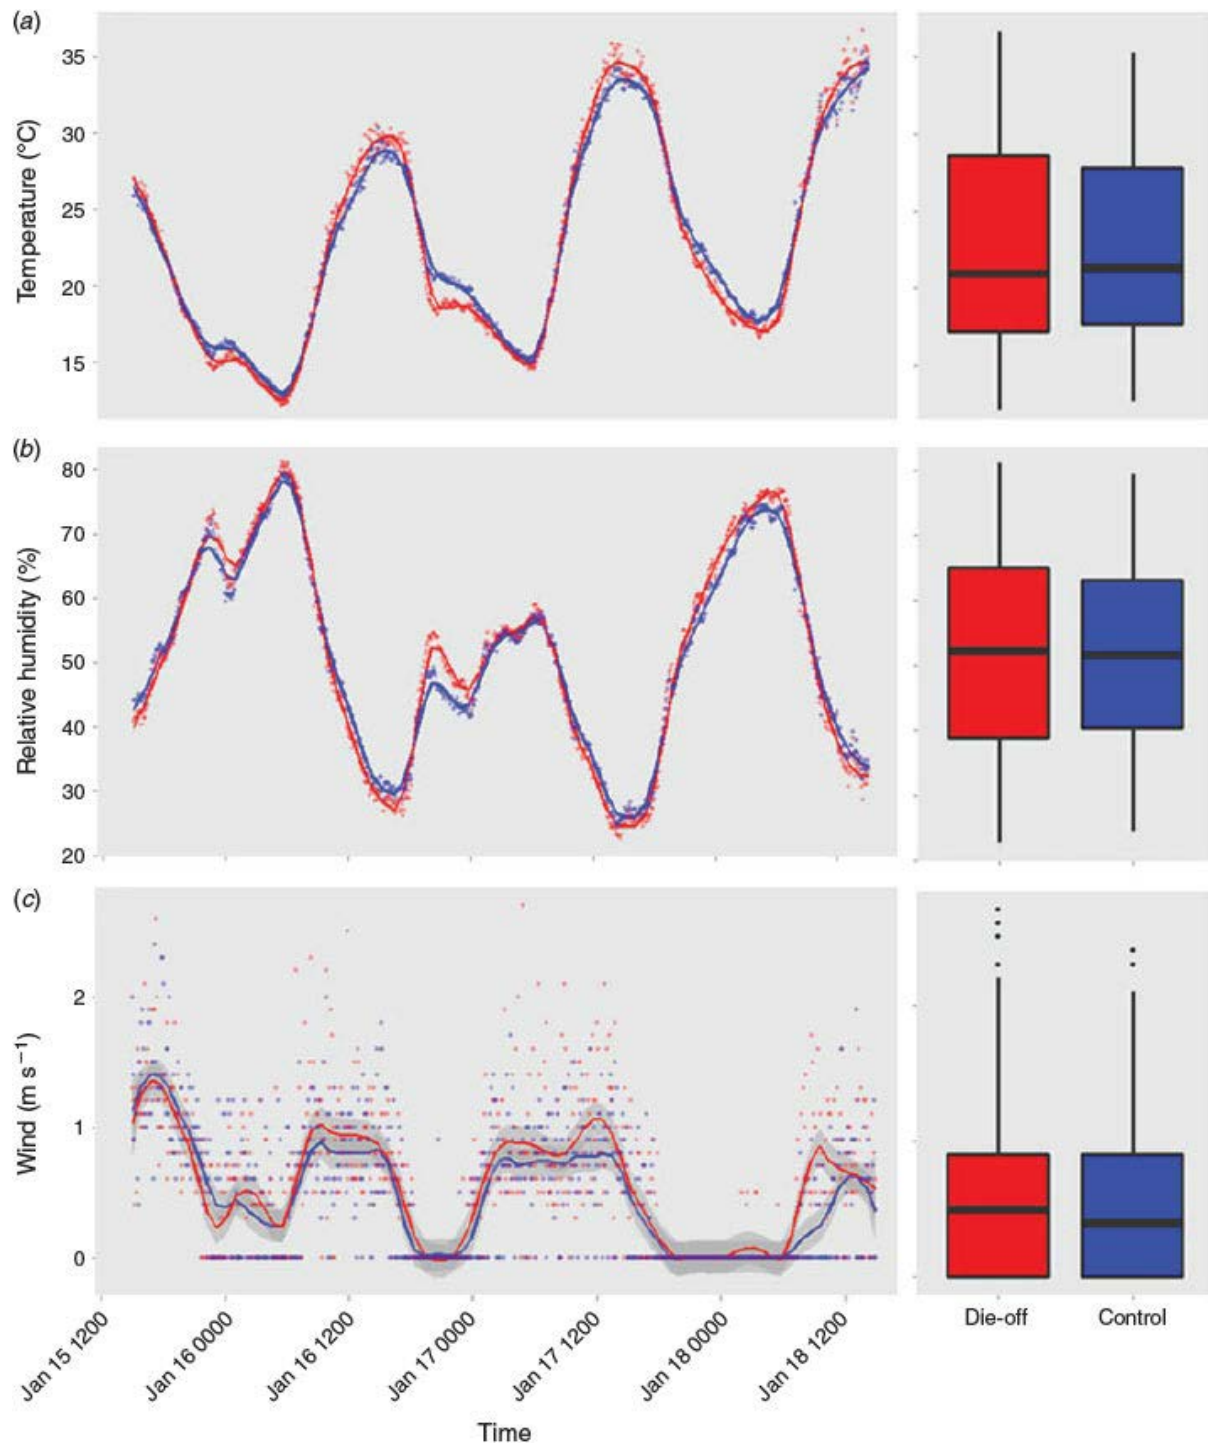 (a)
35
30
25
20
15
Temperature (°C)
(b)
80
70
60
50
40
30
20
Relative humidity (%)
(c)
2
1
0
Wind (m s⁻¹)
Jan 15 1200
Jan 16 0000
Jan 16 1200
Jan 17 0000
Jan 17 1200
Jan 18 0000
Jan 18 1200
Time
Die-off
Control